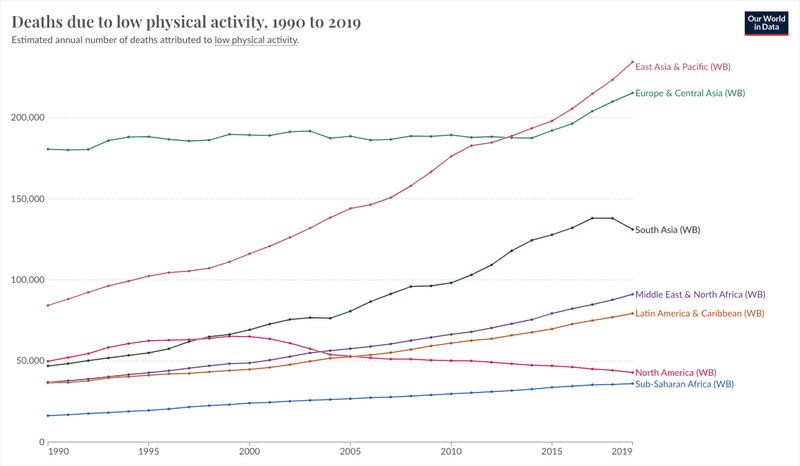 Deaths due to low physical activity, 1990 to 2019
Estimated annual number of deaths attributed to low physical activity.
Our World
in Data
East Asia & Pacific (WB)
Europe & Central Asia (WB)
200,000
150,000
South Asia (WB)
100,000
Middle East & North Africa (WB)
Latin America & Caribbean (WB)
50,000
North America (WB)
Sub-Saharan Africa (WB)
0
1990 1995 2000 2005 2010 2015 2019